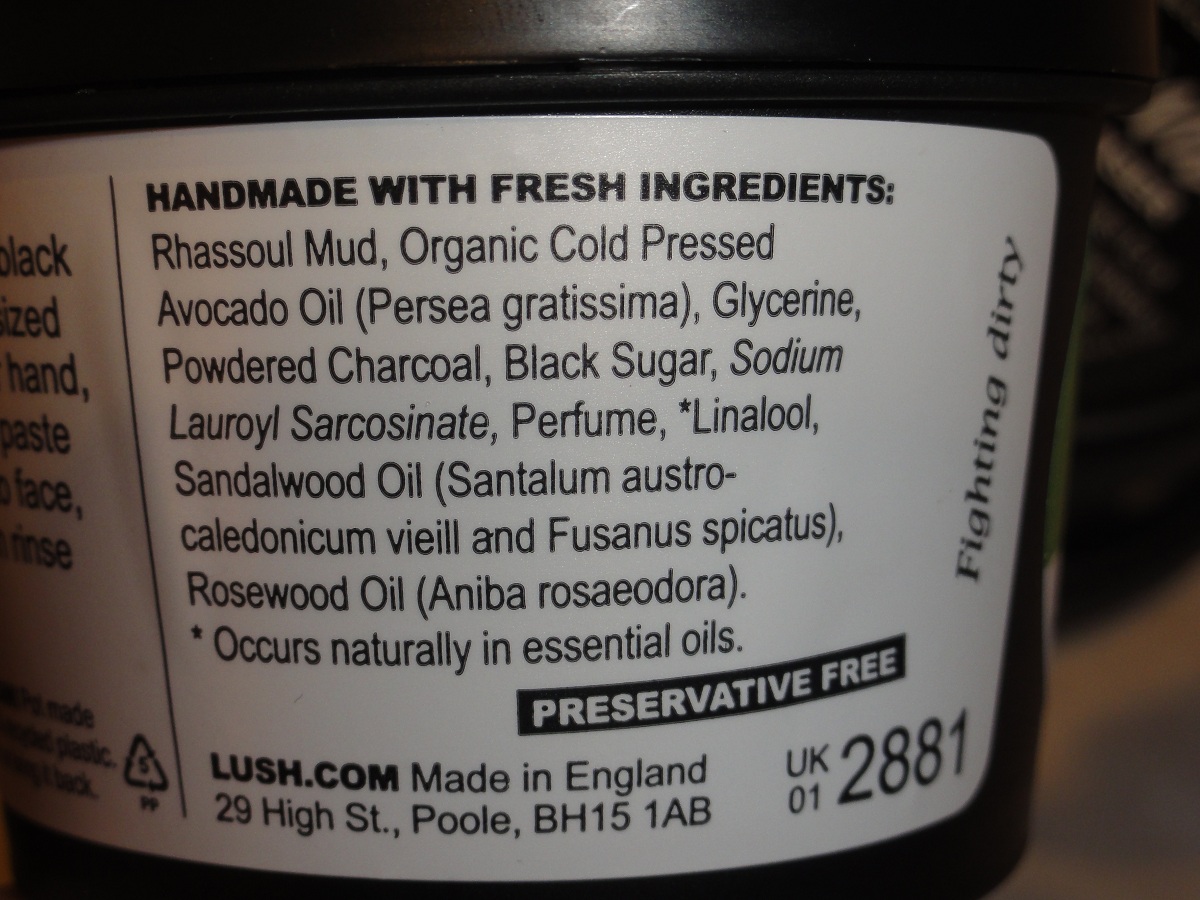 black
sized
hand,
paste
face,
rinse
Pot made
plastic.
back.
5
PP
HANDMADE WITH FRESH INGREDIENTS:
Rhassoul Mud, Organic Cold Pressed
Avocado Oil (Persea gratissima), Glycerine,
Powdered Charcoal, Black Sugar, Sodium
Lauroyl Sarcosinate, Perfume, *Linalool,
Sandalwood Oil (Santalum austro-
caledonicum vieill and Fusanus spicatus),
Rosewood Oil (Aniba rosaeodora).
* Occurs naturally in essential oils.
PRESERVATIVE FREE
LUSH.COM Made in England
29 High St., Poole, BH15 1AB
UK
01
2881
Fighting dirty